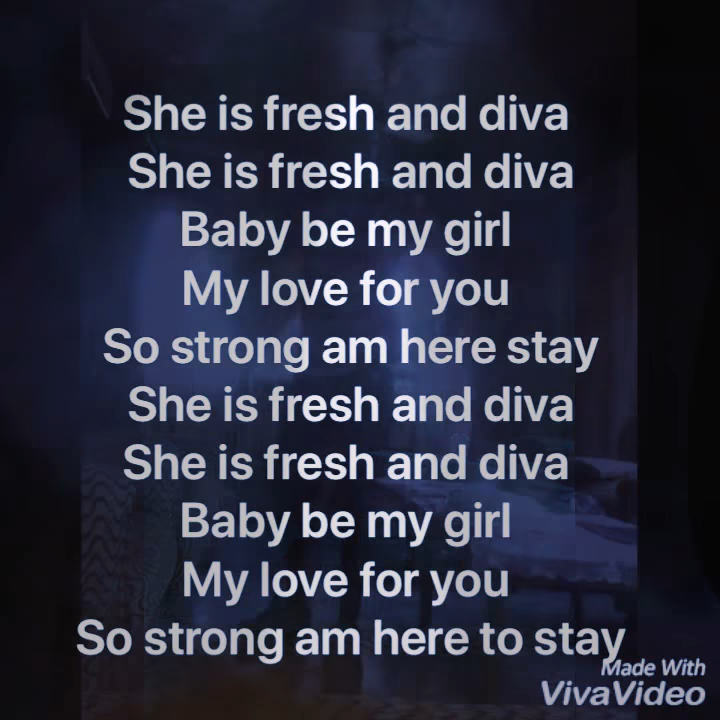 She is fresh and diva
She is fresh and diva
Baby be my girl
My love for you
So strong am here stay
She is fresh and diva
She is fresh and diva
Baby be my girl
My love for you
So strong am here to stay
Made With
VivaVideo